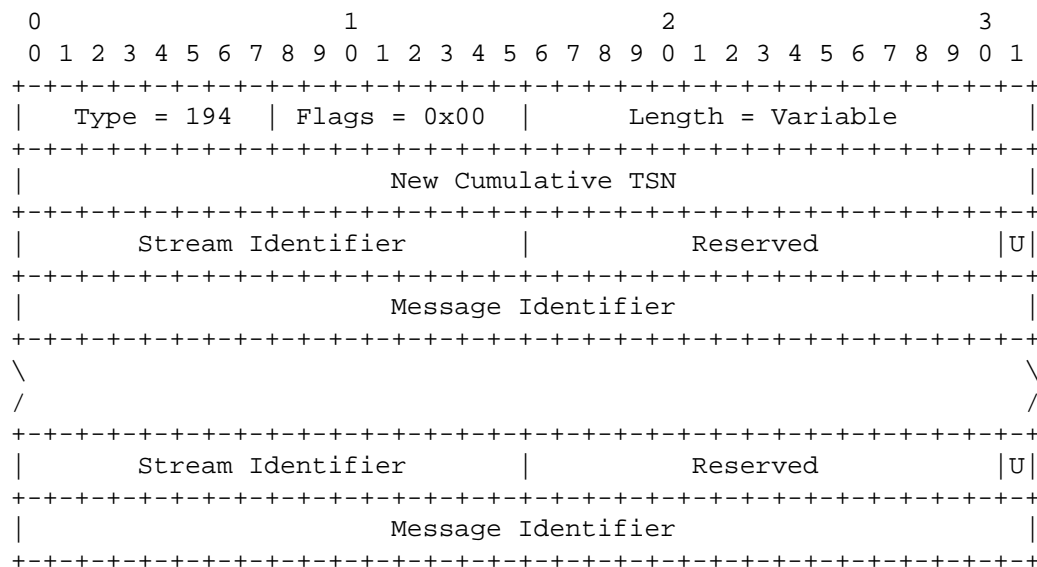 0                   1                   2                   3
 0 1 2 3 4 5 6 7 8 9 0 1 2 3 4 5 6 7 8 9 0 1 2 3 4 5 6 7 8 9 0 1
+-+-+-+-+-+-+-+-+-+-+-+-+-+-+-+-+-+-+-+-+-+-+-+-+-+-+-+-+-+-+-+-+
|   Type = 194  | Flags = 0x00  |      Length = Variable        |
+-+-+-+-+-+-+-+-+-+-+-+-+-+-+-+-+-+-+-+-+-+-+-+-+-+-+-+-+-+-+-+-+
|                       New Cumulative TSN                      |
+-+-+-+-+-+-+-+-+-+-+-+-+-+-+-+-+-+-+-+-+-+-+-+-+-+-+-+-+-+-+-+-+
|       Stream Identifier       |          Reserved           |U|
+-+-+-+-+-+-+-+-+-+-+-+-+-+-+-+-+-+-+-+-+-+-+-+-+-+-+-+-+-+-+-+-+
|                       Message Identifier                      |
+-+-+-+-+-+-+-+-+-+-+-+-+-+-+-+-+-+-+-+-+-+-+-+-+-+-+-+-+-+-+-+-+
\                                                               \
/                                                               /
+-+-+-+-+-+-+-+-+-+-+-+-+-+-+-+-+-+-+-+-+-+-+-+-+-+-+-+-+-+-+-+-+
|       Stream Identifier       |          Reserved           |U|
+-+-+-+-+-+-+-+-+-+-+-+-+-+-+-+-+-+-+-+-+-+-+-+-+-+-+-+-+-+-+-+-+
|                       Message Identifier                      |
+-+-+-+-+-+-+-+-+-+-+-+-+-+-+-+-+-+-+-+-+-+-+-+-+-+-+-+-+-+-+-+-+